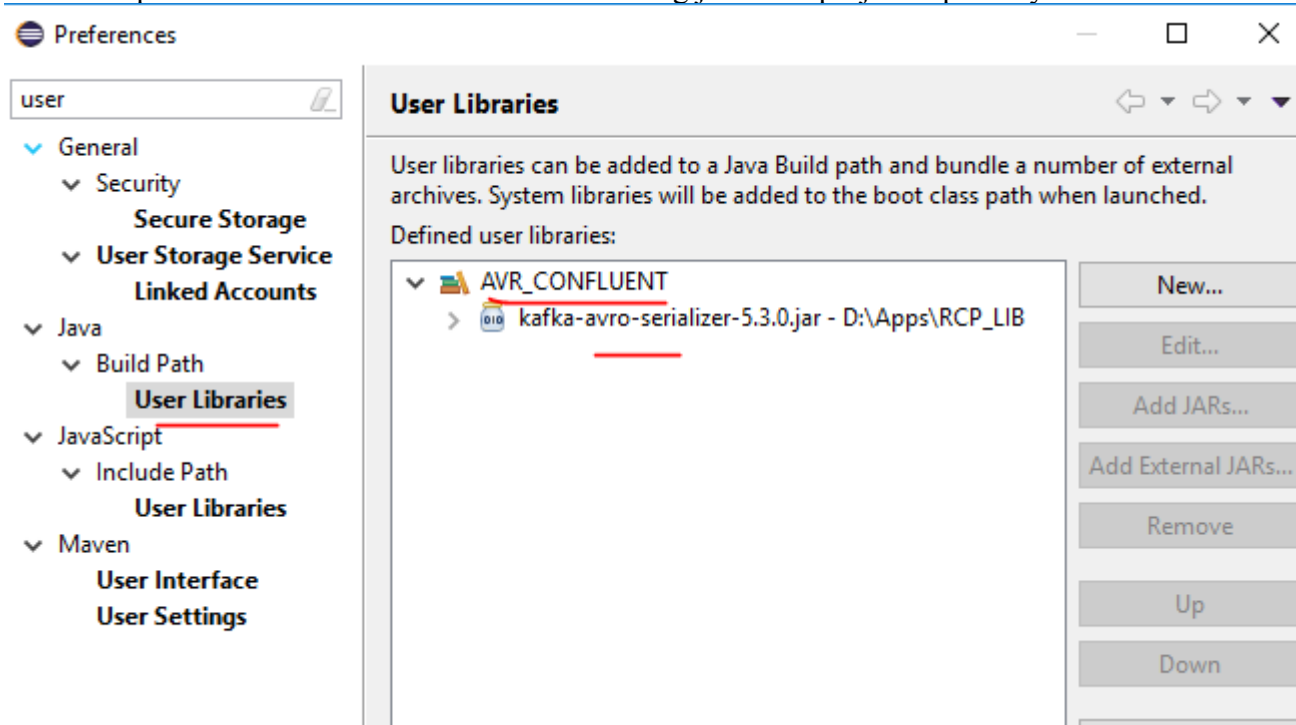 Preferences
user
User Libraries
General
Security
Secure Storage
User Storage Service
Linked Accounts
Java
Build Path
User Libraries
JavaScript
Include Path
User Libraries
Maven
User Interface
User Settings
User libraries can be added to a Java Build path and bundle a number of external
archives. System libraries will be added to the boot class path when launched.
Defined user libraries:
AVR_CONFLUENT
kafka-avro-serializer-5.3.0.jar - D:\Apps\RCP_LIB
New...
Edit...
Add JARs...
Add External JARs...
Remove
Up
Down